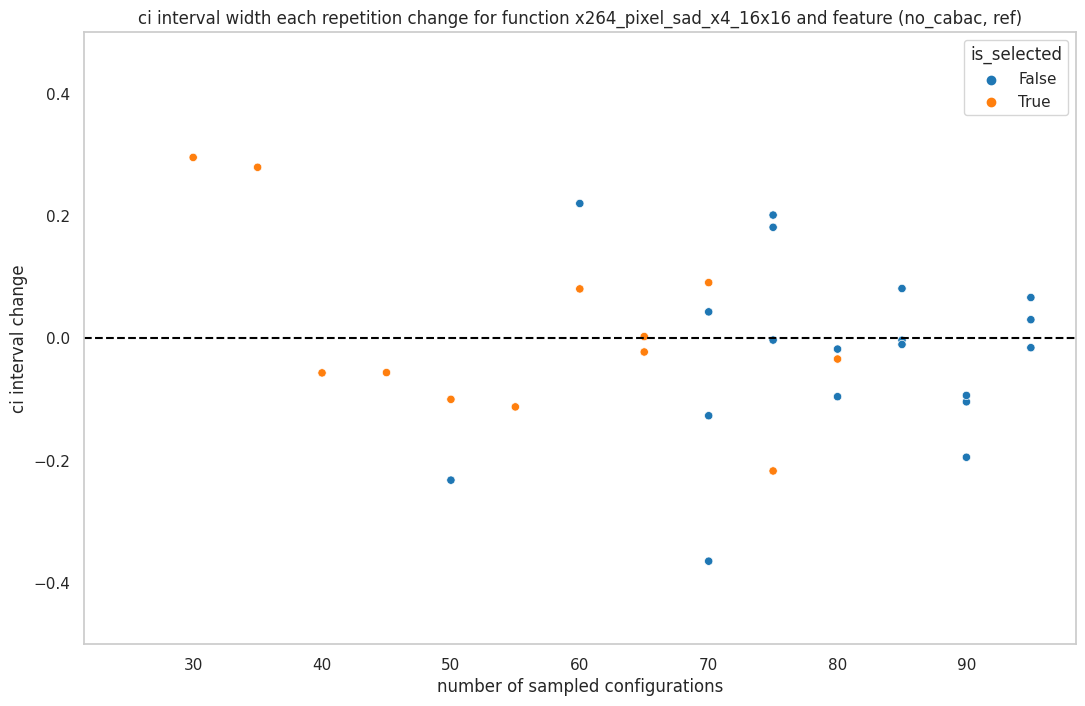 ci interval width each repetition change for function x264_pixel_sad_x4_16x16 and feature (no_cabac, ref)
is_selected
False
True
ci interval change
0.4
0.2
0.0
−0.2
−0.4
30 40 50 60 70 80 90
number of sampled configurations